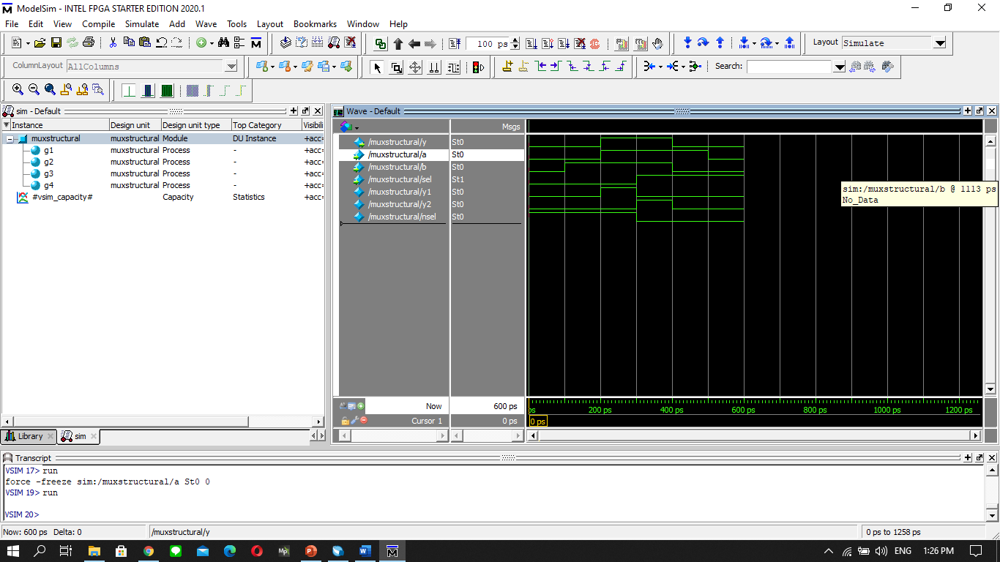 ModelSim - INTEL FPGA STARTER EDITION 2020.1
File Edit View Compile Simulate Add Wave Tools Layout Bookmarks Window Help
100 ps
Layout Simulate
ColumnLayout AllColumns
Search:
sim - Default
Instance Design unit Design unit type Top Category Visibili
muxstructural muxstructural Module DU Instance +acc=
g1 muxstructural Process - +acc=
g2 muxstructural Process - +acc=
g3 muxstructural Process - +acc=
g4 muxstructural Process - +acc=
#vsim_capacity# Capacity Statistics +acc=
Library sim
Wave - Default
Msgs
/muxstructural/y St0
/muxstructural/a St0
/muxstructural/b St0
/muxstructural/sel St1
/muxstructural/y1 St0
/muxstructural/y2 St0
/muxstructural/nsel St0
sim:/muxstructural/b @ 1113 ps
No_Data
Now 600 ps
ps 200 ps 400 ps 600 ps 800 ps 1000 ps 1200 ps
Cursor 1 0 ps
0 ps
Transcript
VSIM 17> run
force -freeze sim:/muxstructural/a St0 0
VSIM 19> run
VSIM 20>
Now: 600 ps Delta: 0 /muxstructural/y 0 ps to 1258 ps
ENG 1:26 PM